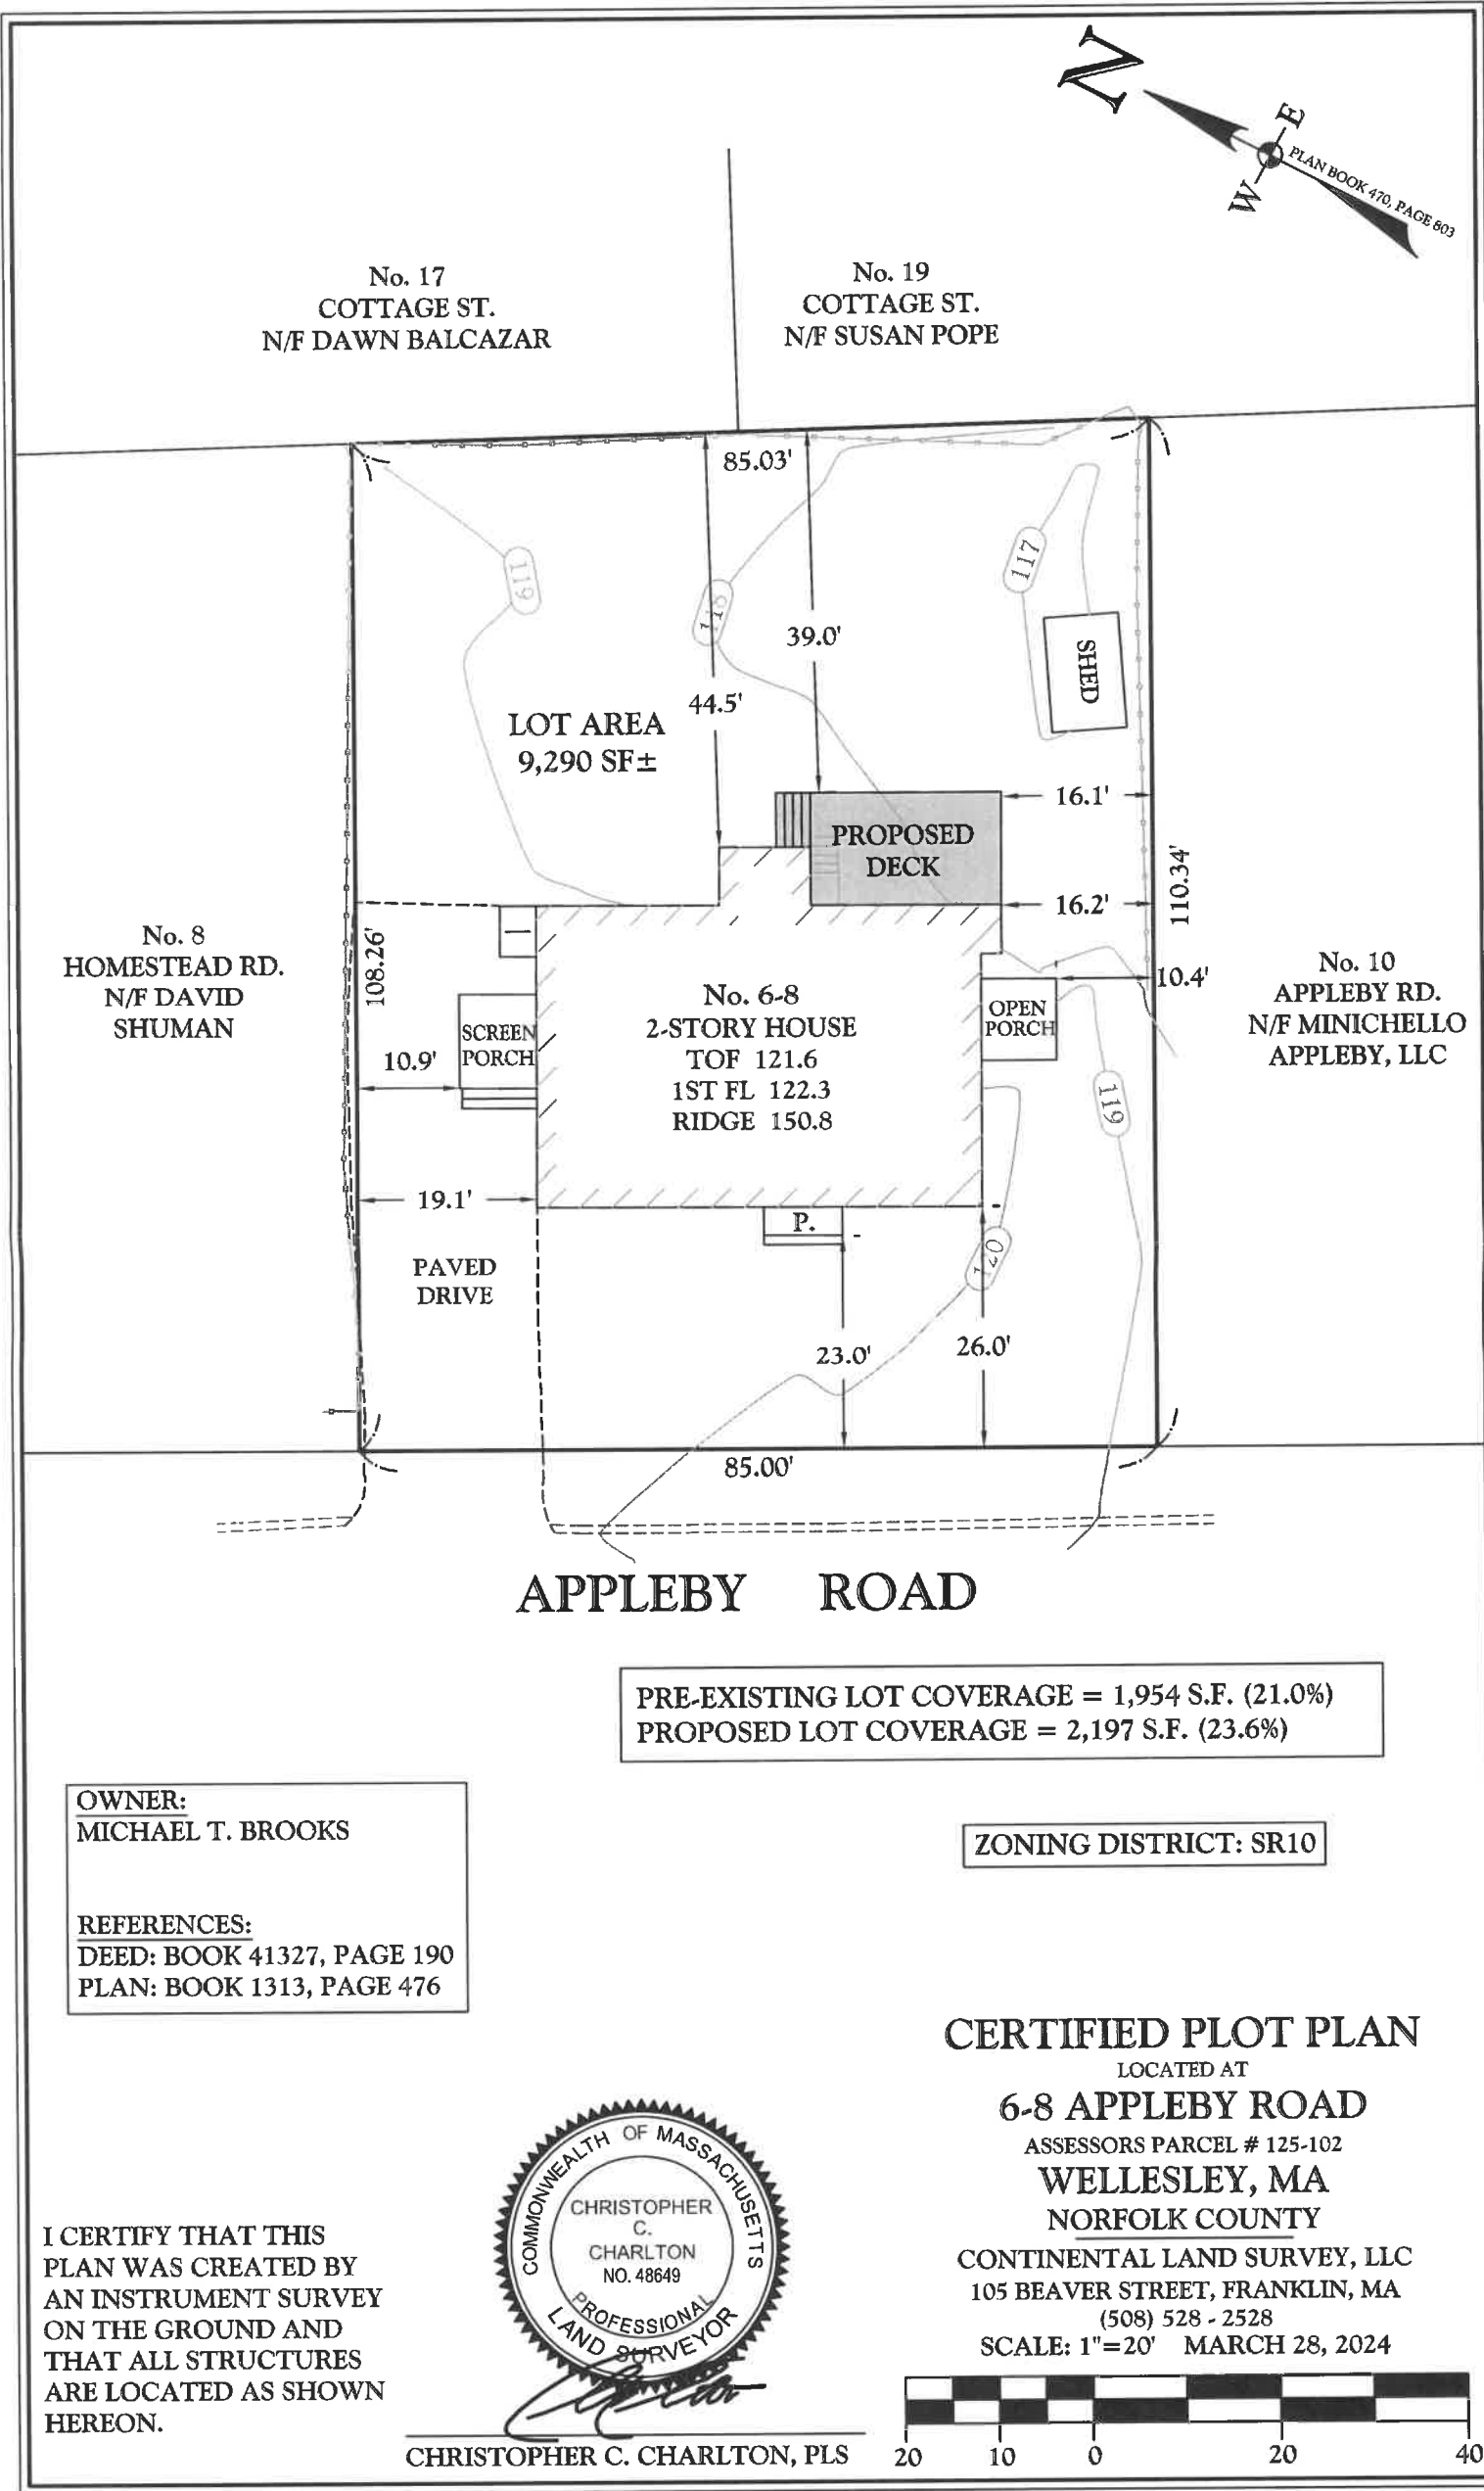 N
E
W
PLAN BOOK 470, PAGE 803
No. 17
COTTAGE ST.
N/F DAWN BALCAZAR
No. 19
COTTAGE ST.
N/F SUSAN POPE
85.03'
119
118
117
39.0'
44.5'
SHED
LOT AREA
9,290 SF±
16.1'
PROPOSED
DECK
16.2'
110.34'
No. 8
HOMESTEAD RD.
N/F DAVID
SHUMAN
108.26'
10.4'
No. 10
APPLEBY RD.
N/F MINICHELLO
APPLEBY, LLC
SCREEN
PORCH
10.9'
No. 6-8
2-STORY HOUSE
TOF 121.6
1ST FL 122.3
RIDGE 150.8
OPEN
PORCH
119
19.1'
P.
120
PAVED
DRIVE
23.0'
26.0'
85.00'
APPLEBY ROAD
PRE-EXISTING LOT COVERAGE = 1,954 S.F. (21.0%)
PROPOSED LOT COVERAGE = 2,197 S.F. (23.6%)
OWNER:
MICHAEL T. BROOKS
REFERENCES:
DEED: BOOK 41327, PAGE 190
PLAN: BOOK 1313, PAGE 476
ZONING DISTRICT: SR10
CERTIFIED PLOT PLAN
LOCATED AT
6-8 APPLEBY ROAD
ASSESSORS PARCEL # 125-102
WELLESLEY, MA
NORFOLK COUNTY
CONTINENTAL LAND SURVEY, LLC
105 BEAVER STREET, FRANKLIN, MA
(508) 528 - 2528
SCALE: 1"=20' MARCH 28, 2024
20 10 0 20 40
COMMONWEALTH OF MASSACHUSETTS
CHRISTOPHER
C.
CHARLTON
NO. 48649
PROFESSIONAL
LAND SURVEYOR
I CERTIFY THAT THIS
PLAN WAS CREATED BY
AN INSTRUMENT SURVEY
ON THE GROUND AND
THAT ALL STRUCTURES
ARE LOCATED AS SHOWN
HEREON.
CHRISTOPHER C. CHARLTON, PLS